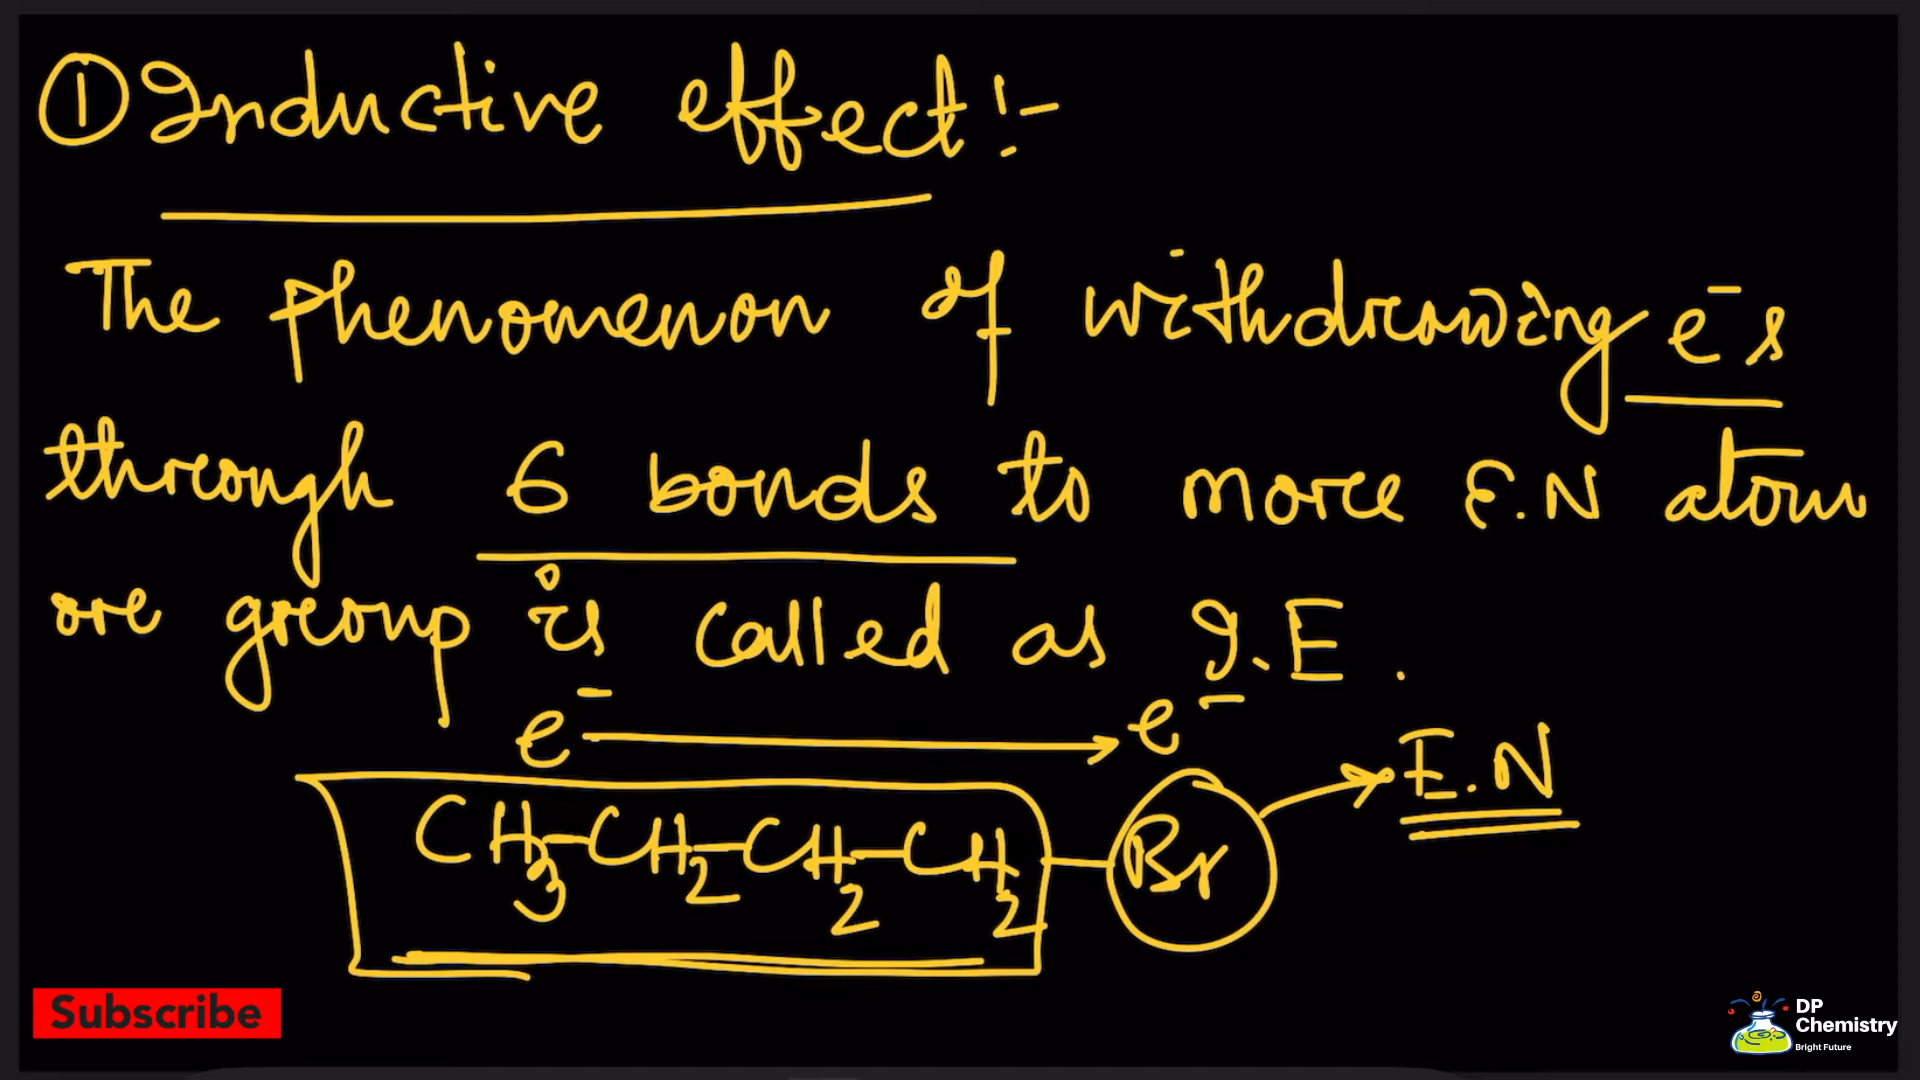 ① Inductive effect :-
The phenomenon of withdrawing e⁻s
through 6 bonds to more E.N atom
or group is called as I.E.
e⁻ → e⁻
CH3-CH2-CH2-CH2-Br → E.N
Subscribe
DP
Chemistry
Bright Future